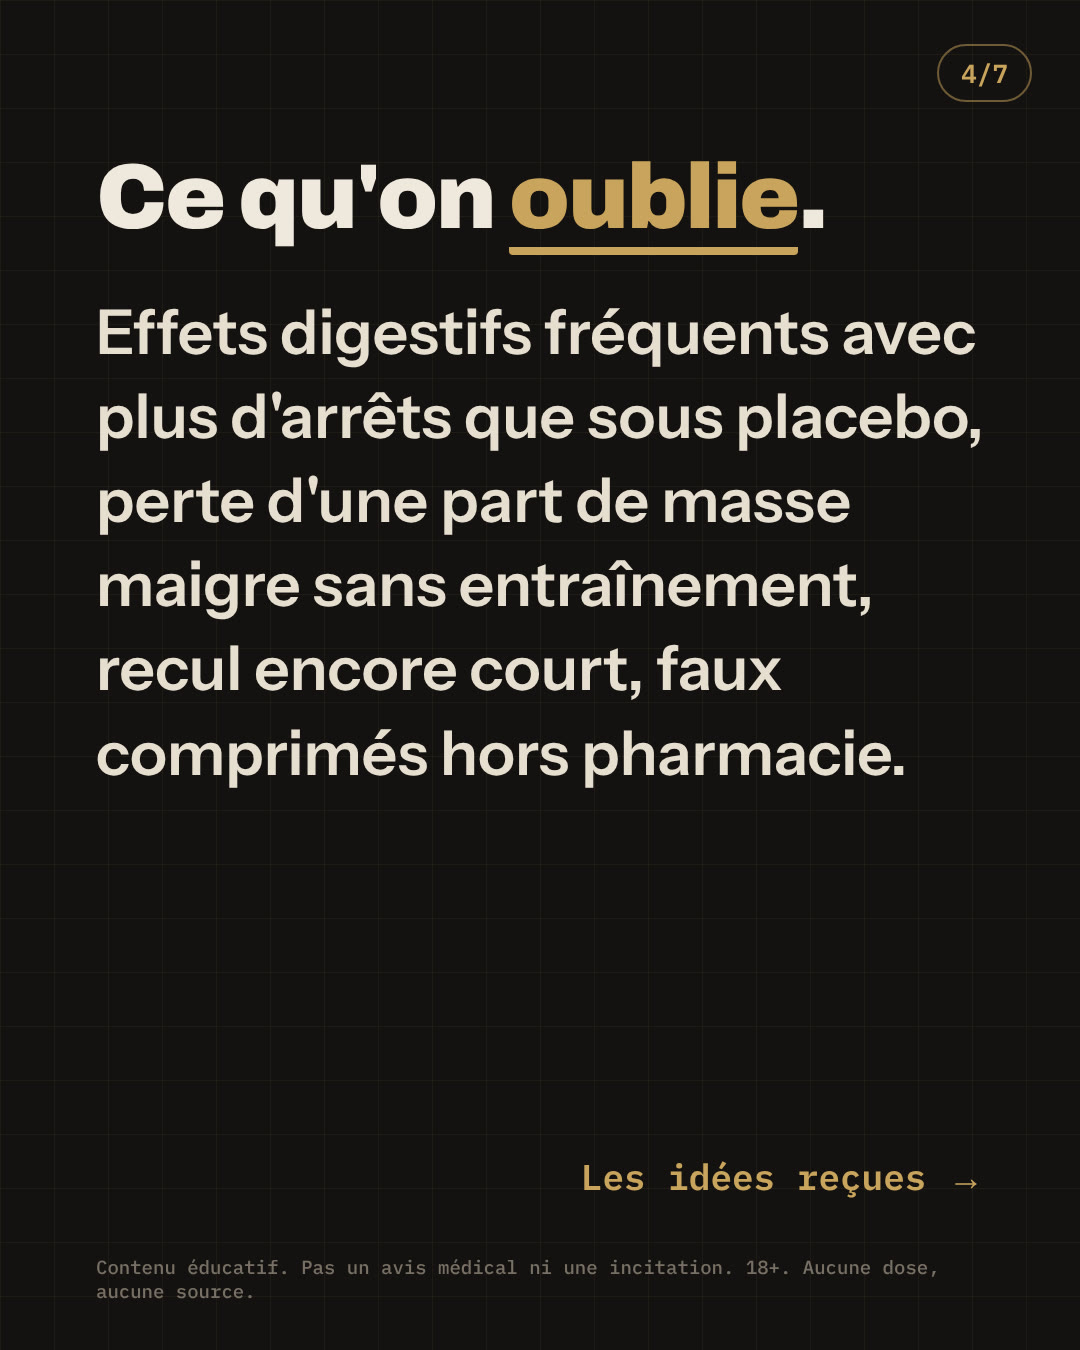 4/7
Ce qu'on oublie.
Effets digestifs fréquents avec
plus d'arrêts que sous placebo,
perte d'une part de masse
maigre sans entraînement,
recul encore court, faux
comprimés hors pharmacie.
Les idées reçues →
Contenu éducatif. Pas un avis médical ni une incitation. 18+. Aucune dose,
aucune source.